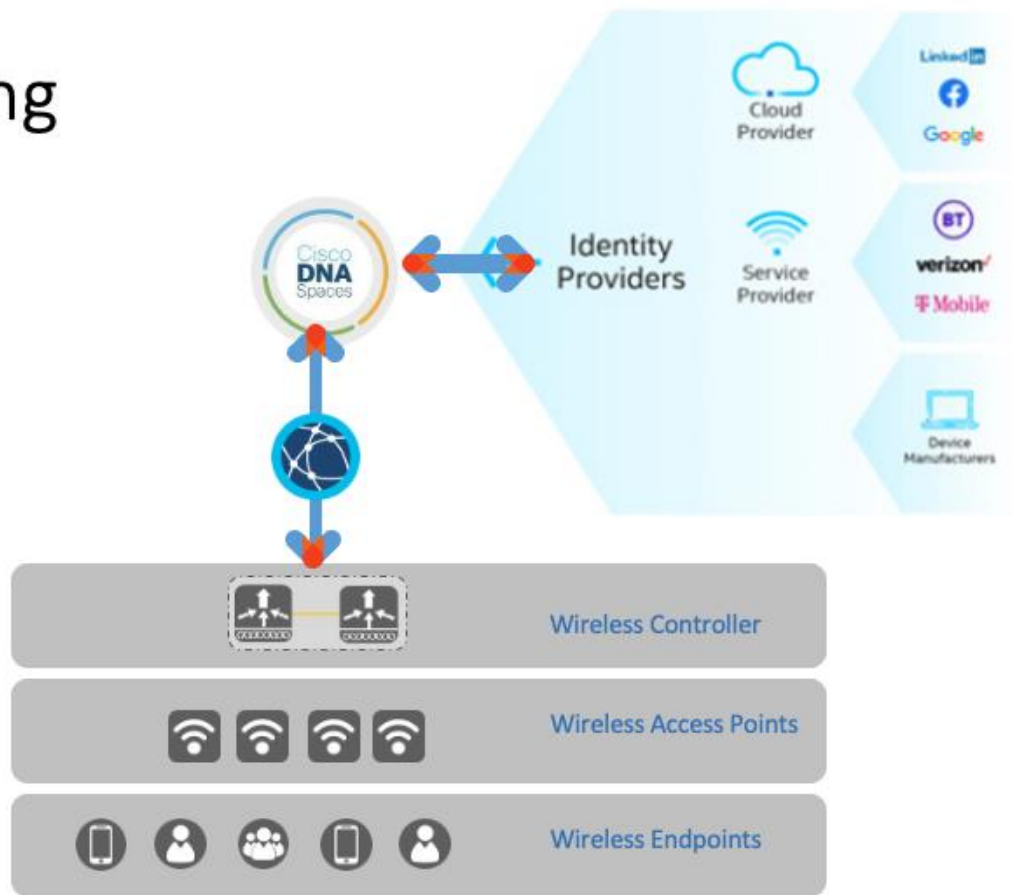 ng
Cisco
DNA
Spaces
Identity
Providers
Cloud
Provider
Service
Provider
Linked in
Google
BT
verizon
T Mobile
Device
Manufacturers
Wireless Controller
Wireless Access Points
Wireless Endpoints